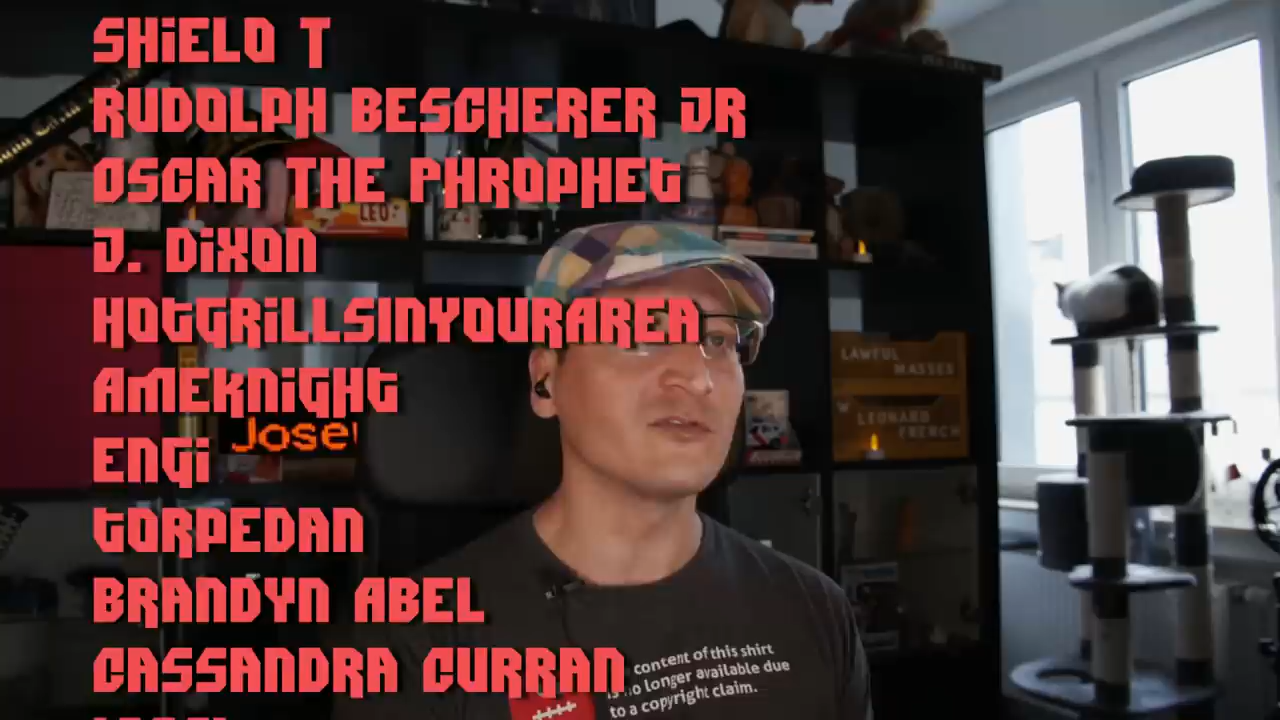 SHiELD T
RUDOLPH BESCHERER JR
OSCAR THE PHROPHET
J. DiXON
HOTGRiLLSINYOURAREA
AMEKNiGHT
ENGi
TORPEDAN
BRANDYN ABEL
CASSANDRA CURRAN
LEO!
LAWFUL
MASSES
LEONARD
FRENCH
Jose
content of this shirt
is no longer available due
to a copyright claim.